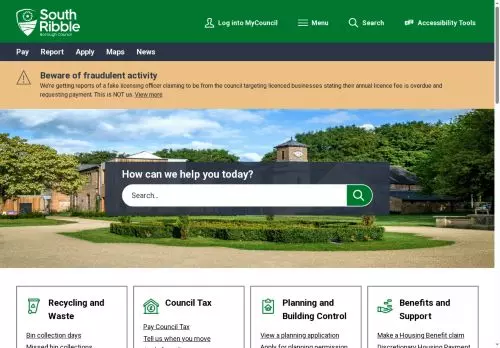 South
Ribble
Borough Council
Log into MyCouncil
Menu
Search
Accessibility Tools
Pay Report Apply Maps News
Beware of fraudulent activity
We're getting reports of a fake licensing officer claiming to be from the council targeting licenced businesses stating their annual licence fee is overdue and
requesting payment. This is NOT us. View more.
How can we help you today?
Search...
Recycling and
Waste
Bin collection days
Missed bin collections
Council Tax
Pay Council Tax
Tell us when you move
Planning and
Building Control
View a planning application
Apply for planning permission
Benefits and
Support
Make a Housing Benefit claim
Discretionary Housing Payment